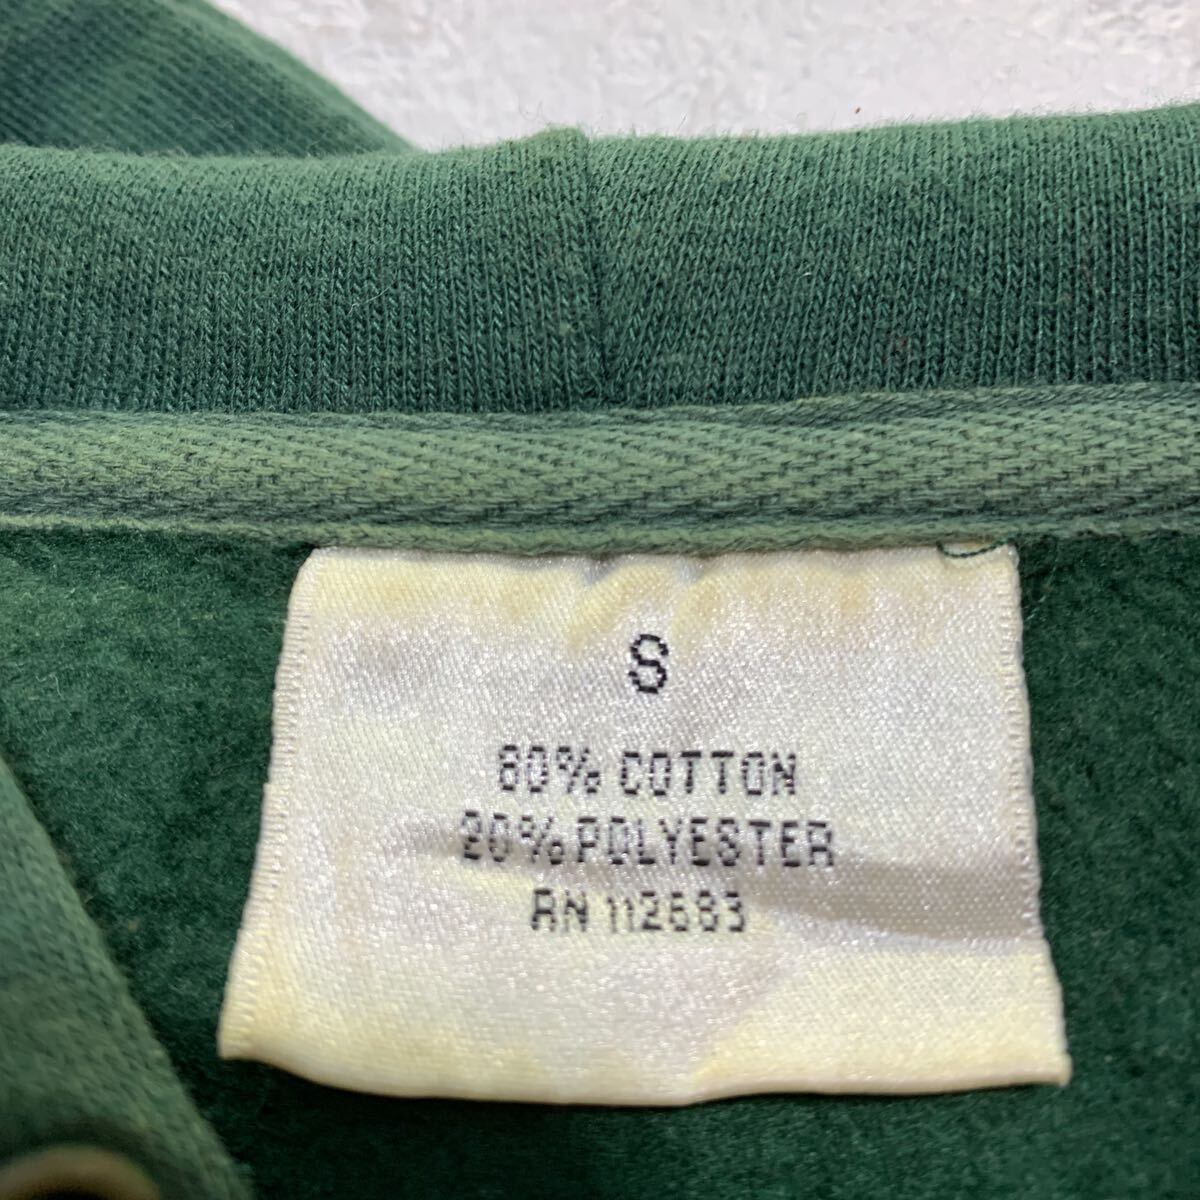 S
80% COTTON
20% POLYESTER
RN 112683